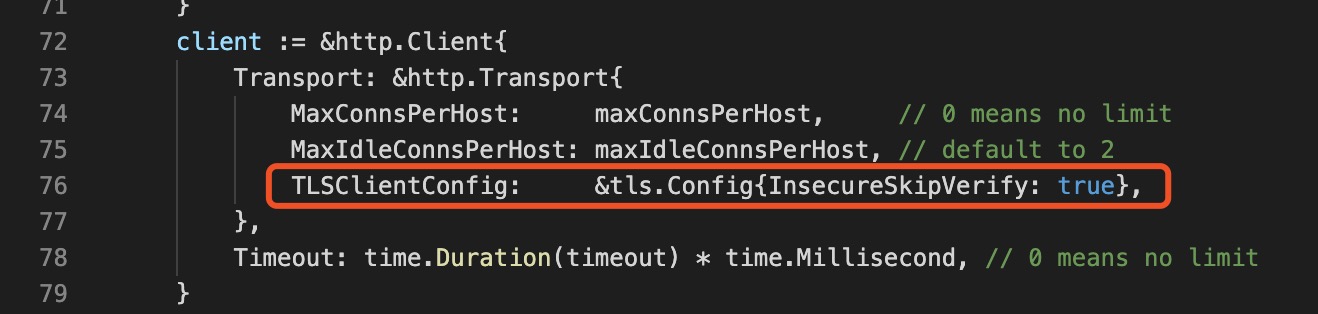 71 }
72 client := &http.Client{
73 Transport: &http.Transport{
74 MaxConnsPerHost: maxConnsPerHost, // 0 means no limit
75 MaxIdleConnsPerHost: maxIdleConnsPerHost, // default to 2
76 TLSClientConfig: &tls.Config{InsecureSkipVerify: true},
77 },
78 Timeout: time.Duration(timeout) * time.Millisecond, // 0 means no limit
79 }